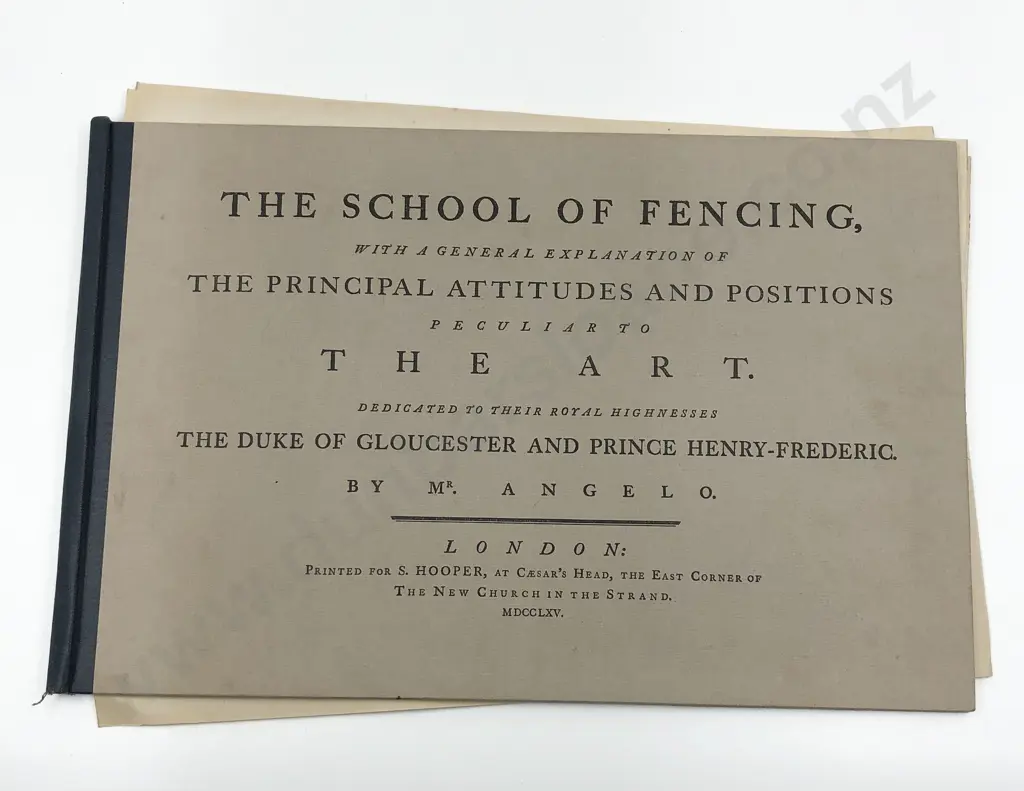 THE SCHOOL OF FENCING,
WITH A GENERAL EXPLANATION OF
THE PRINCIPAL ATTITUDES AND POSITIONS
PECULIAR TO
THE ART.
DEDICATED TO THEIR ROYAL HIGHNESSES
THE DUKE OF GLOUCESTER AND PRINCE HENRY-FREDERIC.
BY MR. ANGELO.
LONDON:
PRINTED FOR S. HOOPER, AT CÆSAR'S HEAD, THE EAST CORNER OF
THE NEW CHURCH IN THE STRAND.
MDCCLXV.